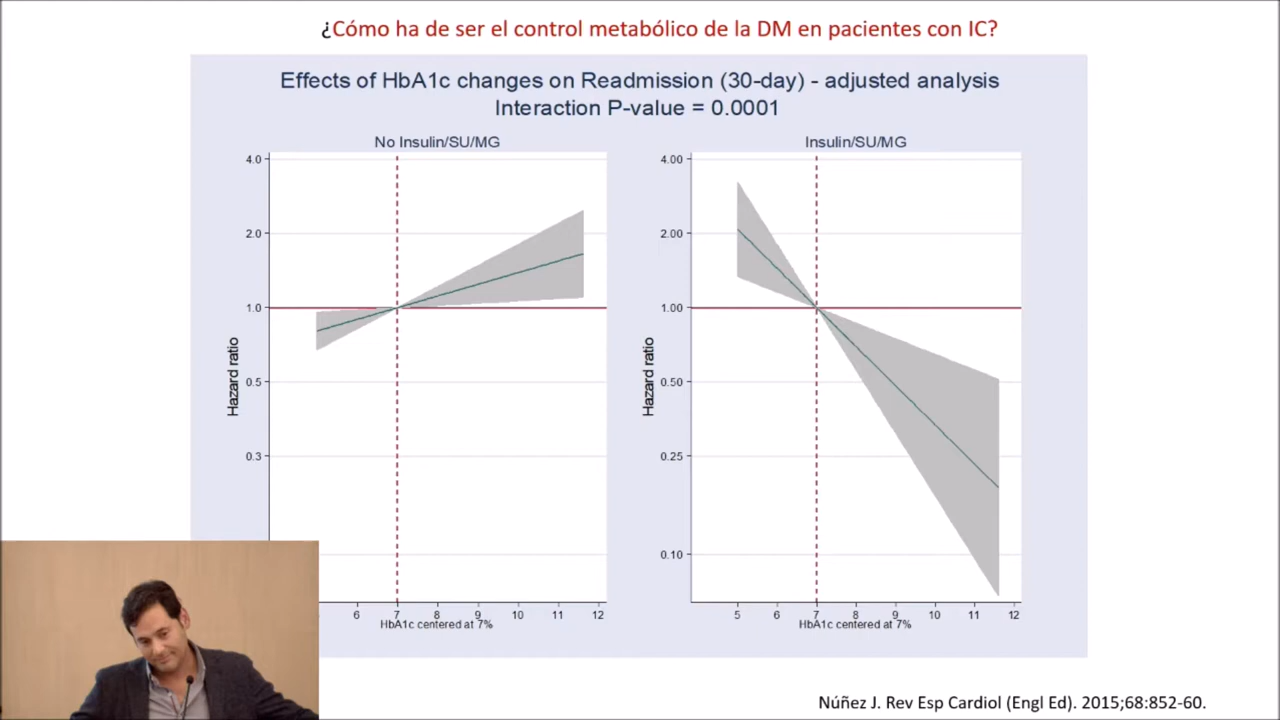 ¿Cómo ha de ser el control metabólico de la DM en pacientes con IC?
Effects of HbA1c changes on Readmission (30-day) - adjusted analysis
Interaction P-value = 0.0001
No Insulin/SU/MG
4.0
2.0
1.0
0.5
0.3
Hazard ratio
6 7 8 9 10 11 12
HbA1c centered at 7%
Insulin/SU/MG
4.00
2.00
1.00
0.50
0.25
0.10
Hazard ratio
5 6 7 8 9 10 11 12
HbA1c centered at 7%
Núñez J. Rev Esp Cardiol (Engl Ed). 2015;68:852-60.